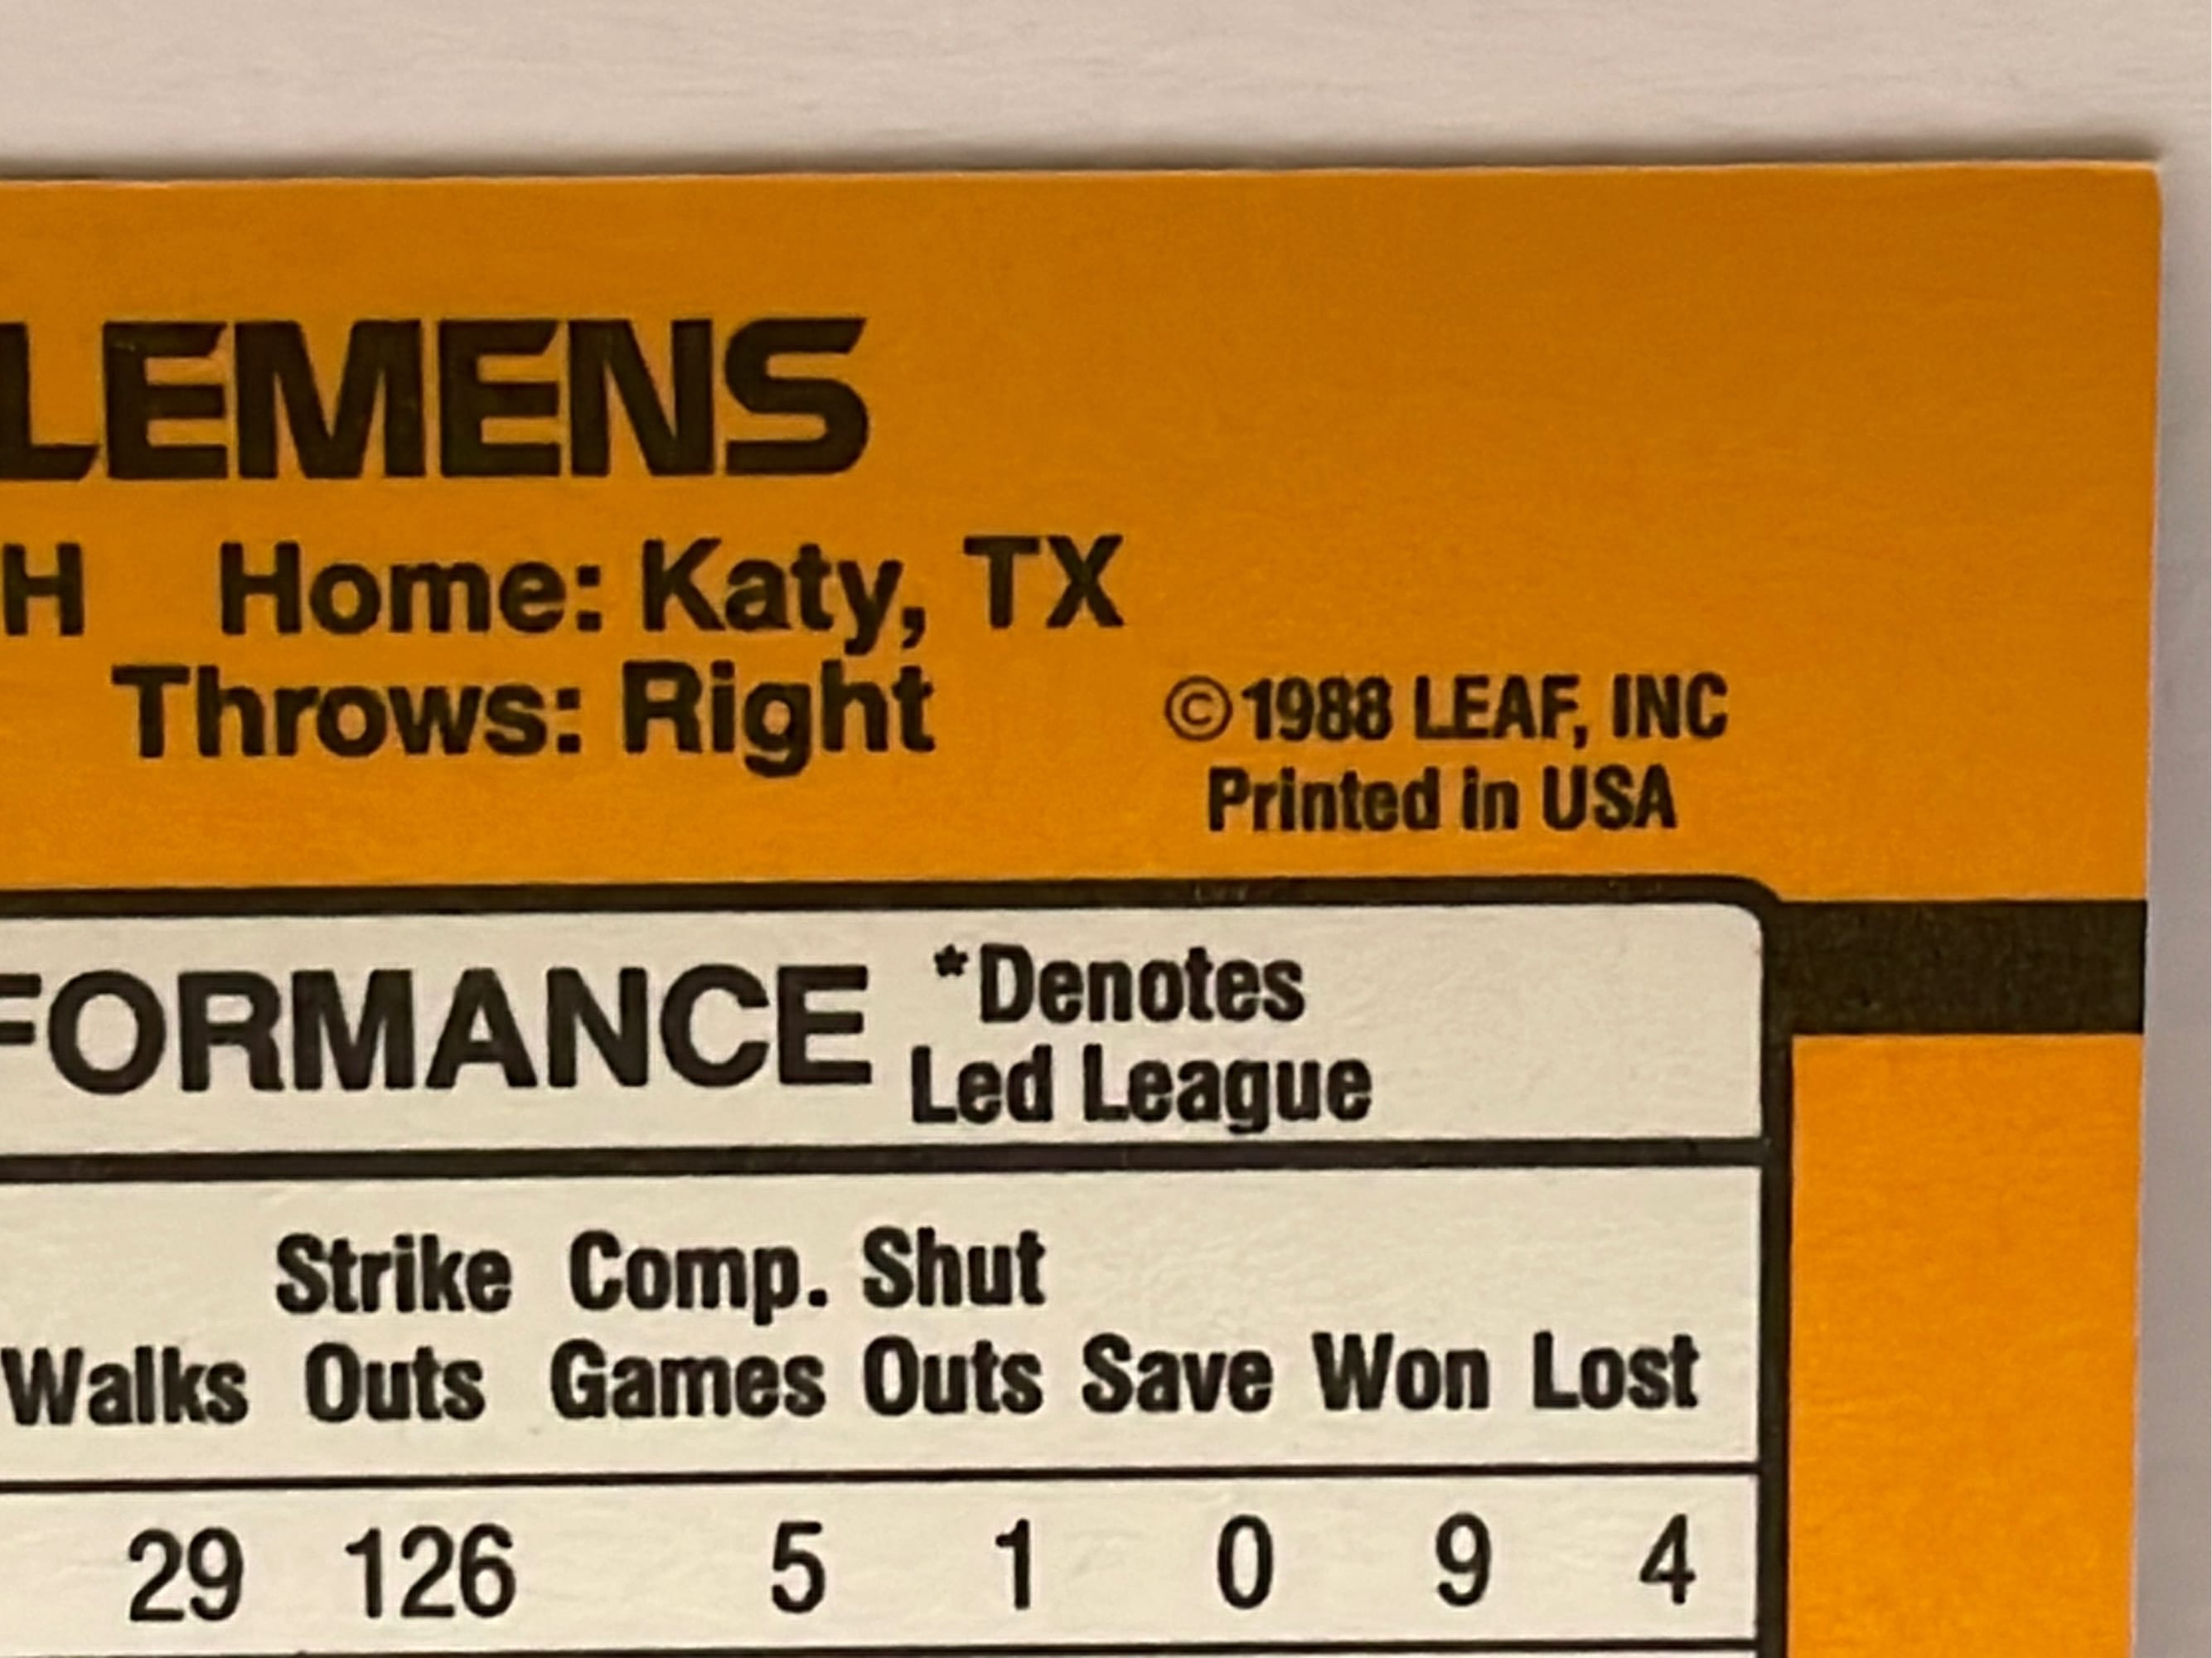 LEMENS
H Home: Katy, TX
Throws: Right
©1988 LEAF, INC
Printed in USA
FORMANCE *Denotes
Led League
Strike Comp. Shut
Walks Outs Games Outs Save Won Lost
29 126 5 1 0 9 4